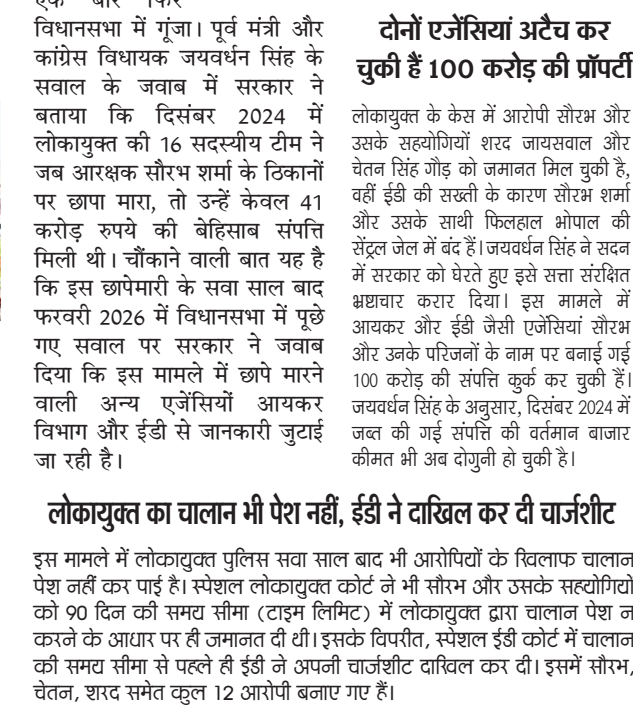 एक बार फिर
विधानसभा में गूंजा। पूर्व मंत्री और
कांग्रेस विधायक जयवर्धन सिंह के
सवाल के जवाब में सरकार ने
बताया कि दिसंबर 2024 में
लोकायुक्त की 16 सदस्यीय टीम ने
जब आरक्षक सौरभ शर्मा के ठिकानों
पर छापा मारा, तो उन्हें केवल 41
करोड़ रुपये की बेहिसाब संपत्ति
मिली थी। चौंकाने वाली बात यह है
कि इस छापेमारी के सवा साल बाद
फरवरी 2026 में विधानसभा में पूछे
गए सवाल पर सरकार ने जवाब
दिया कि इस मामले में छापे मारने
वाली अन्य एजेंसियों आयकर
विभाग और ईडी से जानकारी जुटाई
जा रही है।
दोनों एजेंसियां अटैच कर
चुकी हैं 100 करोड़ की प्रॉपर्टी
लोकायुक्त के केस में आरोपी सौरभ और
उसके सहयोगियों शरद जायसवाल और
चेतन सिंह गौड़ को जमानत मिल चुकी है,
वहीं ईडी की सख्ती के कारण सौरभ शर्मा
और उसके साथी फिलहाल भोपाल की
सेंट्रल जेल में बंद हैं। जयवर्धन सिंह ने सदन
में सरकार को घेरते हुए इसे सत्ता संरक्षित
भ्रष्टाचार करार दिया। इस मामले में
आयकर और ईडी जैसी एजेंसियां सौरभ
और उनके परिजनों के नाम पर बनाई गई
100 करोड़ की संपत्ति कुर्क कर चुकी हैं।
जयवर्धन सिंह के अनुसार, दिसंबर 2024 में
जब्त की गई संपत्ति की वर्तमान बाजार
कीमत भी अब दोगुनी हो चुकी है।
लोकायुक्त का चालान भी पेश नहीं, ईडी ने दाखिल कर दी चार्जशीट
इस मामले में लोकायुक्त पुलिस सवा साल बाद भी आरोपियों के खिलाफ चालान
पेश नहीं कर पाई है। स्पेशल लोकायुक्त कोर्ट ने भी सौरभ और उसके सहयोगियो
को 90 दिन की समय सीमा (टाइम लिमिट) में लोकायुक्त द्वारा चालान पेश न
करने के आधार पर ही जमानत दी थी। इसके विपरीत, स्पेशल ईडी कोर्ट में चालान
की समय सीमा से पहले ही ईडी ने अपनी चार्जशीट दाखिल कर दी। इसमें सौरभ,
चेतन, शरद समेत कुल 12 आरोपी बनाए गए हैं।